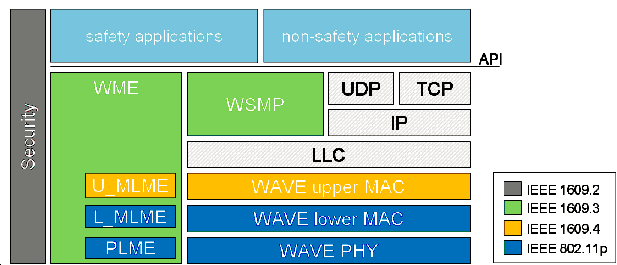 Security
safety applications
non-safety applications
API
WME
WSMP
UDP
TCP
IP
LLC
U_MLME
WAVE upper MAC
L_MLME
WAVE lower MAC
PLME
WAVE PHY
IEEE 1609.2
IEEE 1609.3
IEEE 1609.4
IEEE 802.11p